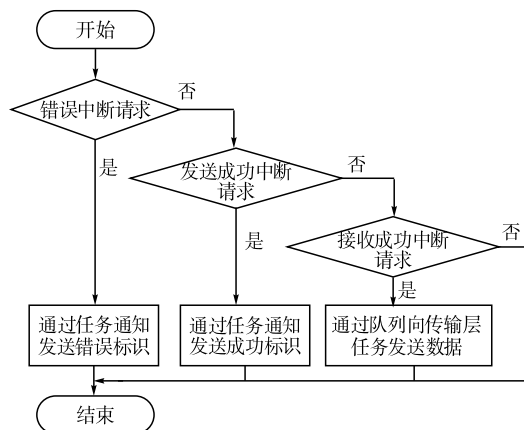 开始
错误中断请求
否
是
发送成功中断
请求
否
是
接收成功中断
请求
否
是
通过任务通知
发送错误标识
通过任务通知
发送成功标识
通过队列向传输层
任务发送数据
结束